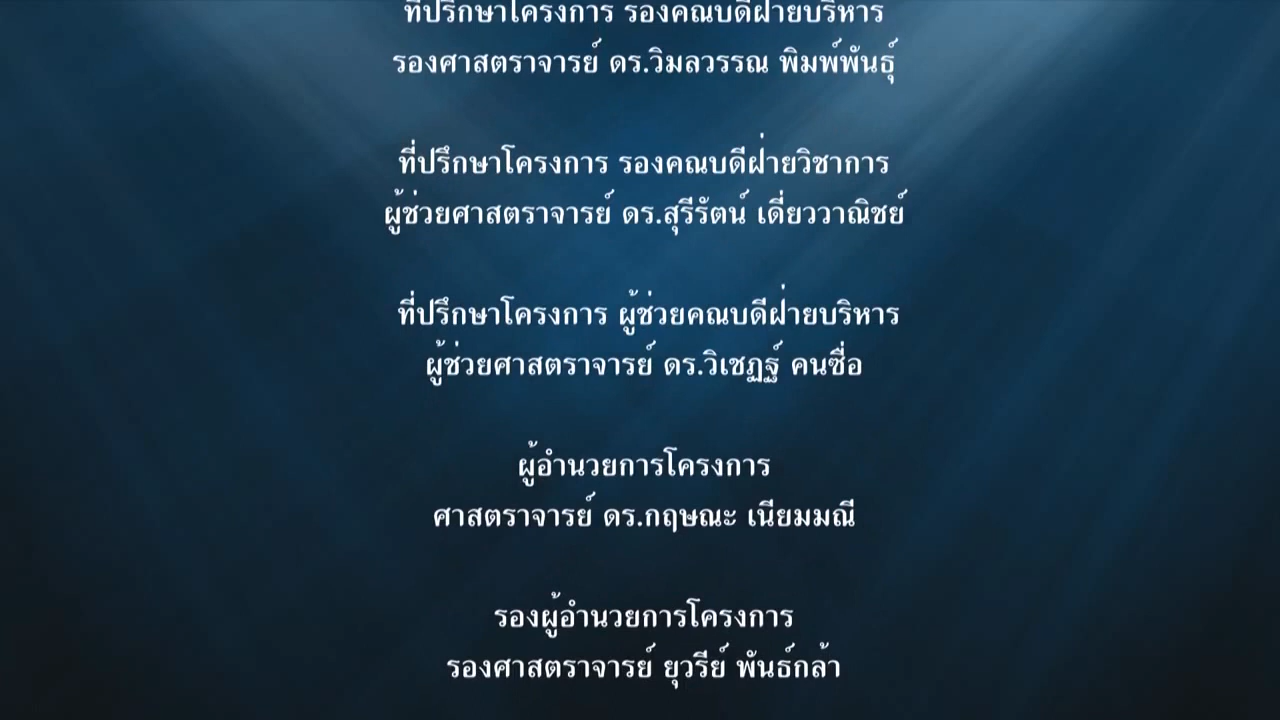 ที่ปรึกษาโครงการ รองคณบดีฝ่ายบริหาร
รองศาสตราจารย์ ดร.วิมลวรรณ พิมพ์พันธุ์
ที่ปรึกษาโครงการ รองคณบดีฝ่ายวิชาการ
ผู้ช่วยศาสตราจารย์ ดร.สุรีรัตน์ เดี่ยววาณิชย์
ที่ปรึกษาโครงการ ผู้ช่วยคณบดีฝ่ายบริหาร
ผู้ช่วยศาสตราจารย์ ดร.วิเชฏฐ์ คนซื่อ
ผู้อำนวยการโครงการ
ศาสตราจารย์ ดร.กฤษณะ เนียมมณี
รองผู้อำนวยการโครงการ
รองศาสตราจารย์ ยุวรีย์ พันธ์กล้า